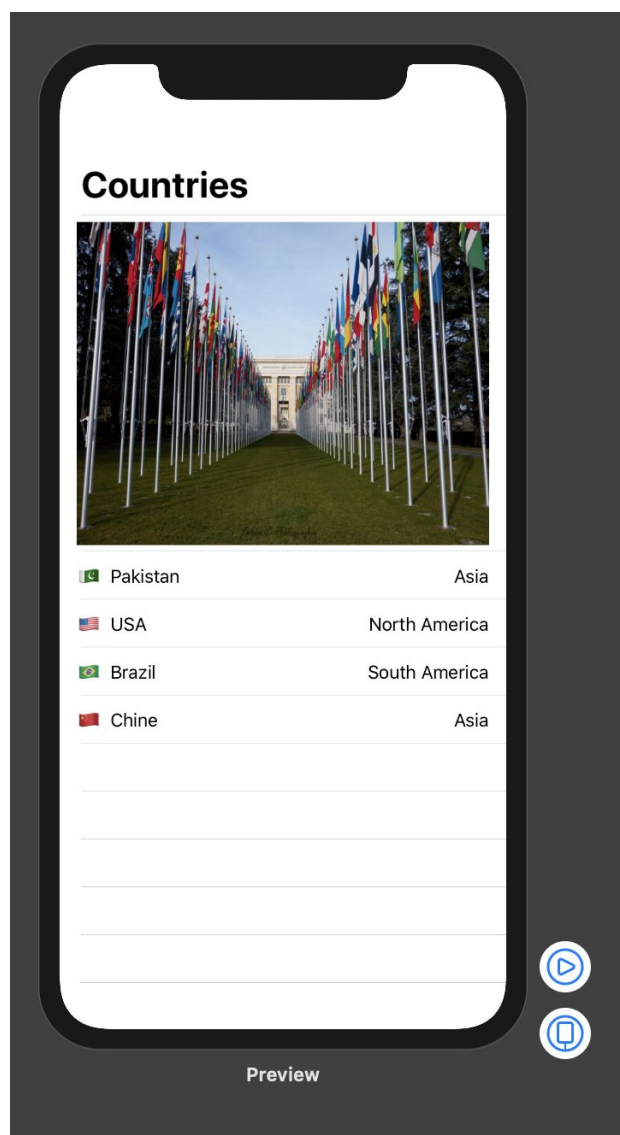 Countries
Pakistan Asia
USA North America
Brazil South America
Chine Asia
Preview